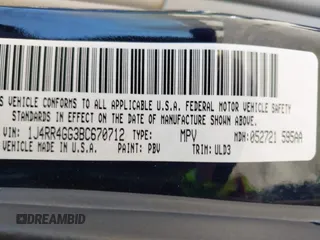 IS VEHICLE CONFORMS TO ALL APPLICABLE U.S.A. FEDERAL MOTOR VEHICLE SAFETY
STANDARDS IN EFFECT ON THE DATE OF MANUFACTURE SHOWN ABOVE
VIN: 1J4RR4GG3BC670712 TYPE: MPV MDH: 052721 595AA
VEHICLE MADE IN U.S.A. PAINT: PBV TRIM: ULD3
DREAMBID